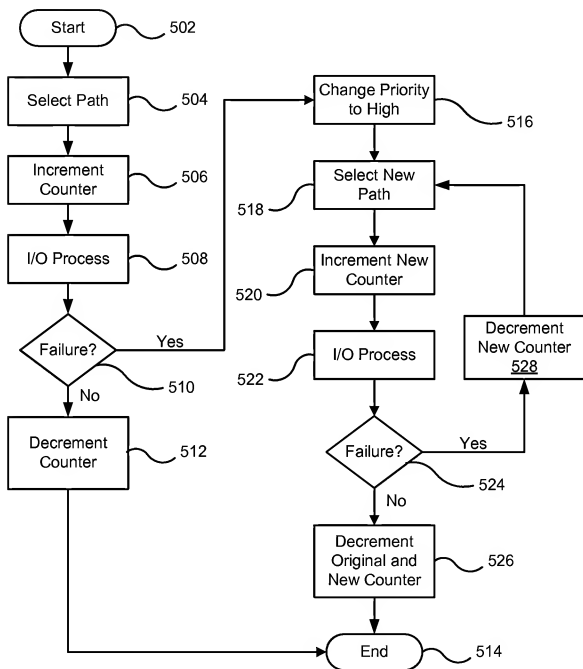 Start
502
Select Path
504
Increment
Counter
506
I/O Process
508
Failure?
Yes
510
No
Decrement
Counter
512
Change Priority
to High
516
Select New
Path
518
Increment New
Counter
520
I/O Process
522
Decrement
New Counter
528
Failure?
Yes
524
No
Decrement
Original and
New Counter
526
End
514